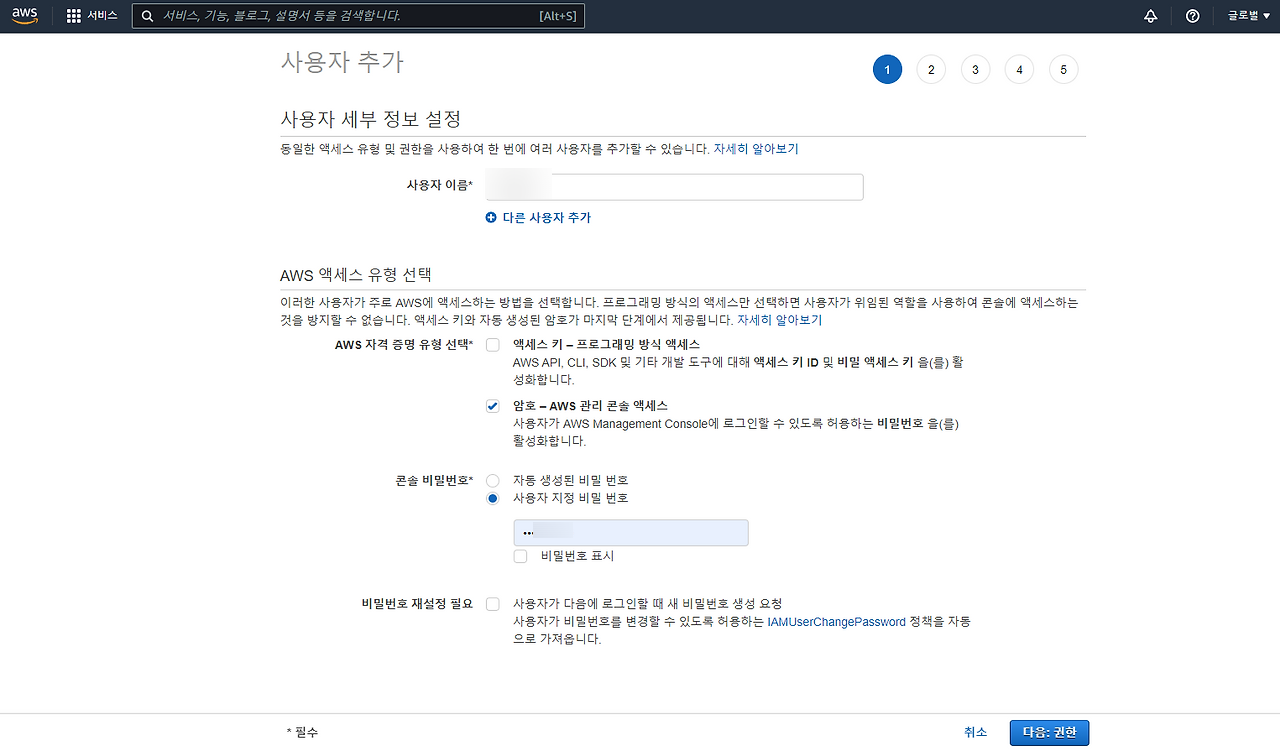 aws 서비스 서비스, 기능, 블로그, 설명서 등을 검색합니다. [Alt+S] 글로벌 ▼
사용자 추가 1 2 3 4 5
사용자 세부 정보 설정
동일한 액세스 유형 및 권한을 사용하여 한 번에 여러 사용자를 추가할 수 있습니다. 자세히 알아보기
사용자 이름*
다른 사용자 추가
AWS 액세스 유형 선택
이러한 사용자가 주로 AWS에 액세스하는 방법을 선택합니다. 프로그래밍 방식의 액세스만 선택하면 사용자가 위임된 역할을 사용하여 콘솔에 액세스하는
것을 방지할 수 없습니다. 액세스 키와 자동 생성된 암호가 마지막 단계에서 제공됩니다. 자세히 알아보기
AWS 자격 증명 유형 선택* 액세스 키 – 프로그래밍 방식 액세스
AWS API, CLI, SDK 및 기타 개발 도구에 대해 액세스 키 ID 및 비밀 액세스 키 을(를) 활
성화합니다.
암호 – AWS 관리 콘솔 액세스
사용자가 AWS Management Console에 로그인할 수 있도록 허용하는 비밀번호 을(를)
활성화합니다.
콘솔 비밀번호* 자동 생성된 비밀 번호
사용자 지정 비밀 번호
비밀번호 표시
비밀번호 재설정 필요 사용자가 다음에 로그인할 때 새 비밀번호 생성 요청
사용자가 비밀번호를 변경할 수 있도록 허용하는 IAMUserChangePassword 정책을 자동
으로 가져옵니다.
* 필수 취소 다음: 권한